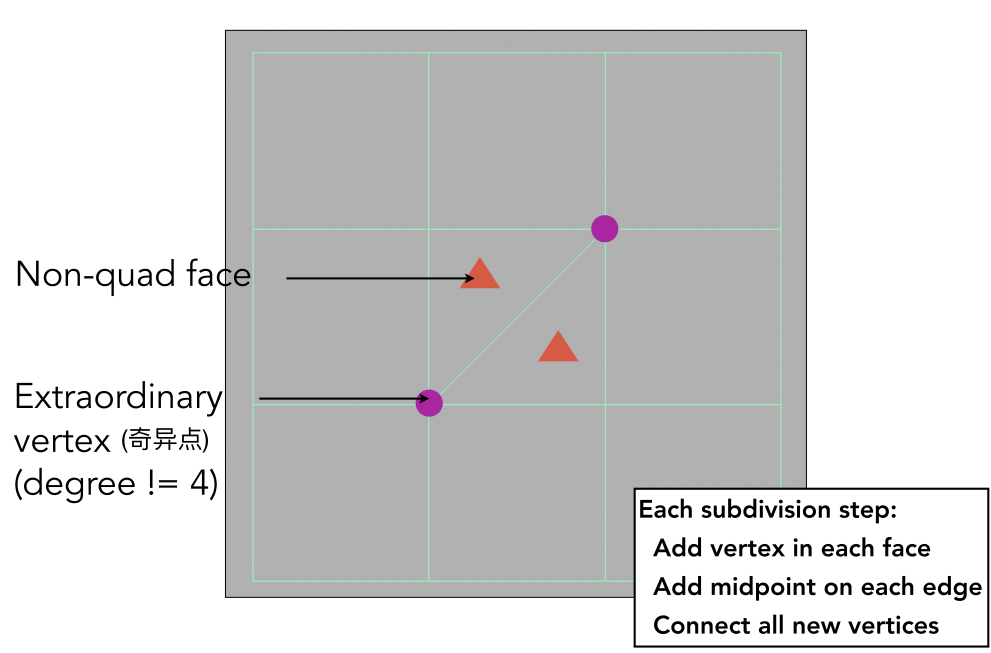 Non-quad face
Extraordinary
vertex (奇异点)
(degree != 4)
Each subdivision step:
Add vertex in each face
Add midpoint on each edge
Connect all new vertices